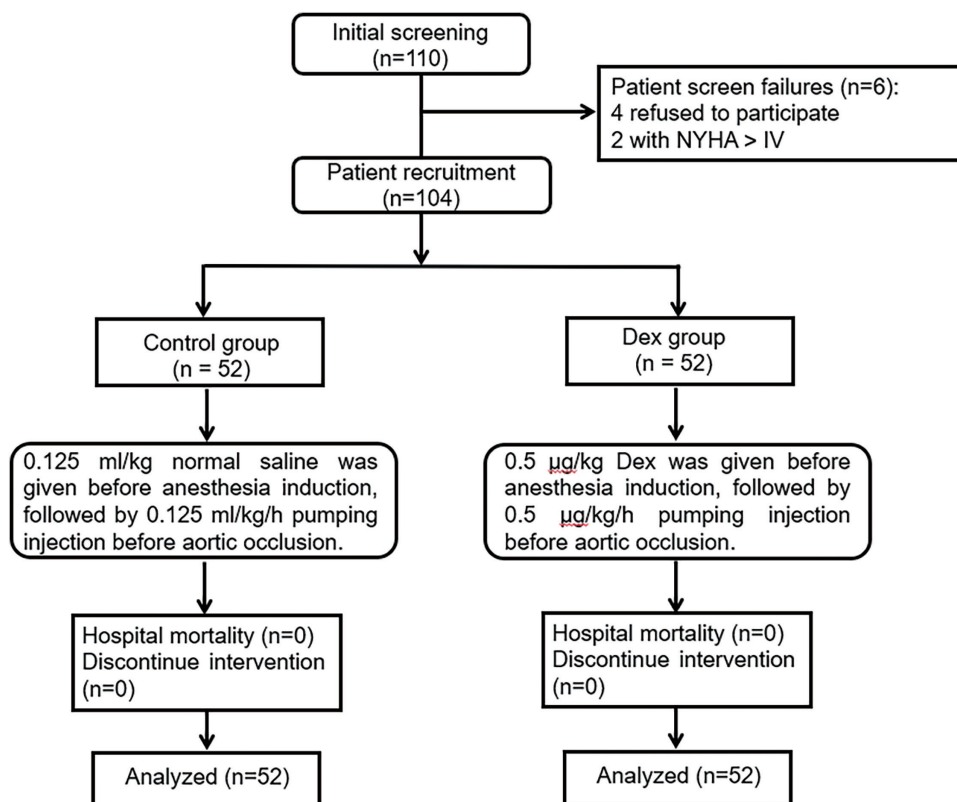 Initial screening
(n=110)
Patient screen failures (n=6):
4 refused to participate
2 with NYHA > IV
Patient recruitment
(n=104)
Control group
(n = 52)
Dex group
(n = 52)
0.125 ml/kg normal saline was
given before anesthesia induction,
followed by 0.125 ml/kg/h pumping
injection before aortic occlusion.
0.5 μg/kg Dex was given before
anesthesia induction, followed by
0.5 μg/kg/h pumping injection
before aortic occlusion.
Hospital mortality (n=0)
Discontinue intervention
(n=0)
Hospital mortality (n=0)
Discontinue intervention
(n=0)
Analyzed (n=52)
Analyzed (n=52)